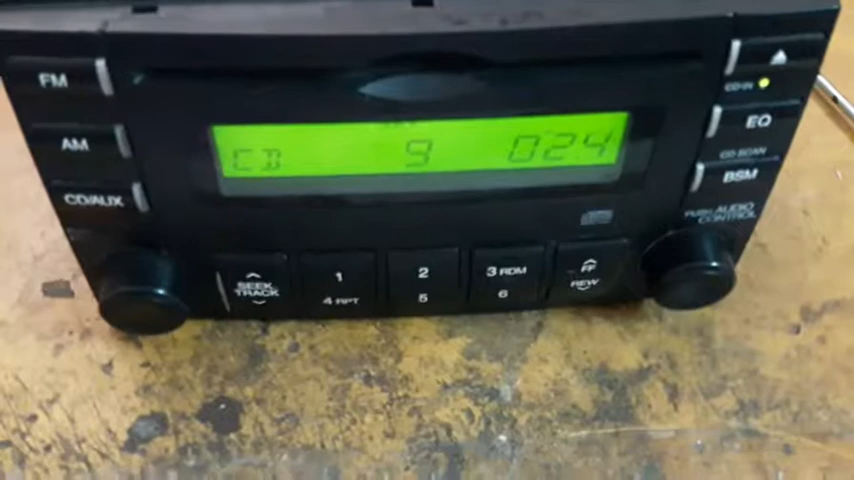 FM
CD-IN
AM
EQ
CD SCAN
CD/AUX
BSM
CD 9 024
PUSH AUDIO
CONTROL
SEEK
TRACK
1
4 RPT
2
5
3 RDM
6
FF
REW